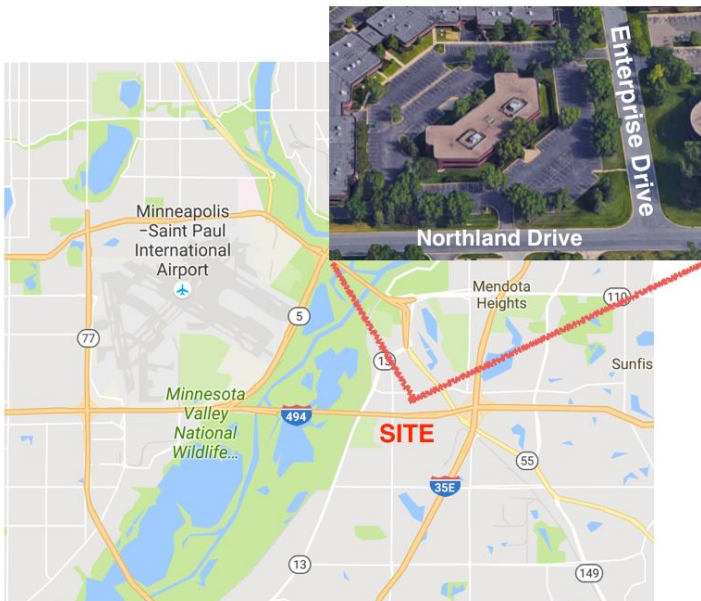 Enterprise Drive
Northland Drive
Minneapolis
–Saint Paul
International
Airport
Mendota
Heights
110
5
77
13
Sunfis
Minnesota
Valley
National
Wildlife...
494
SITE
55
35E
13
149